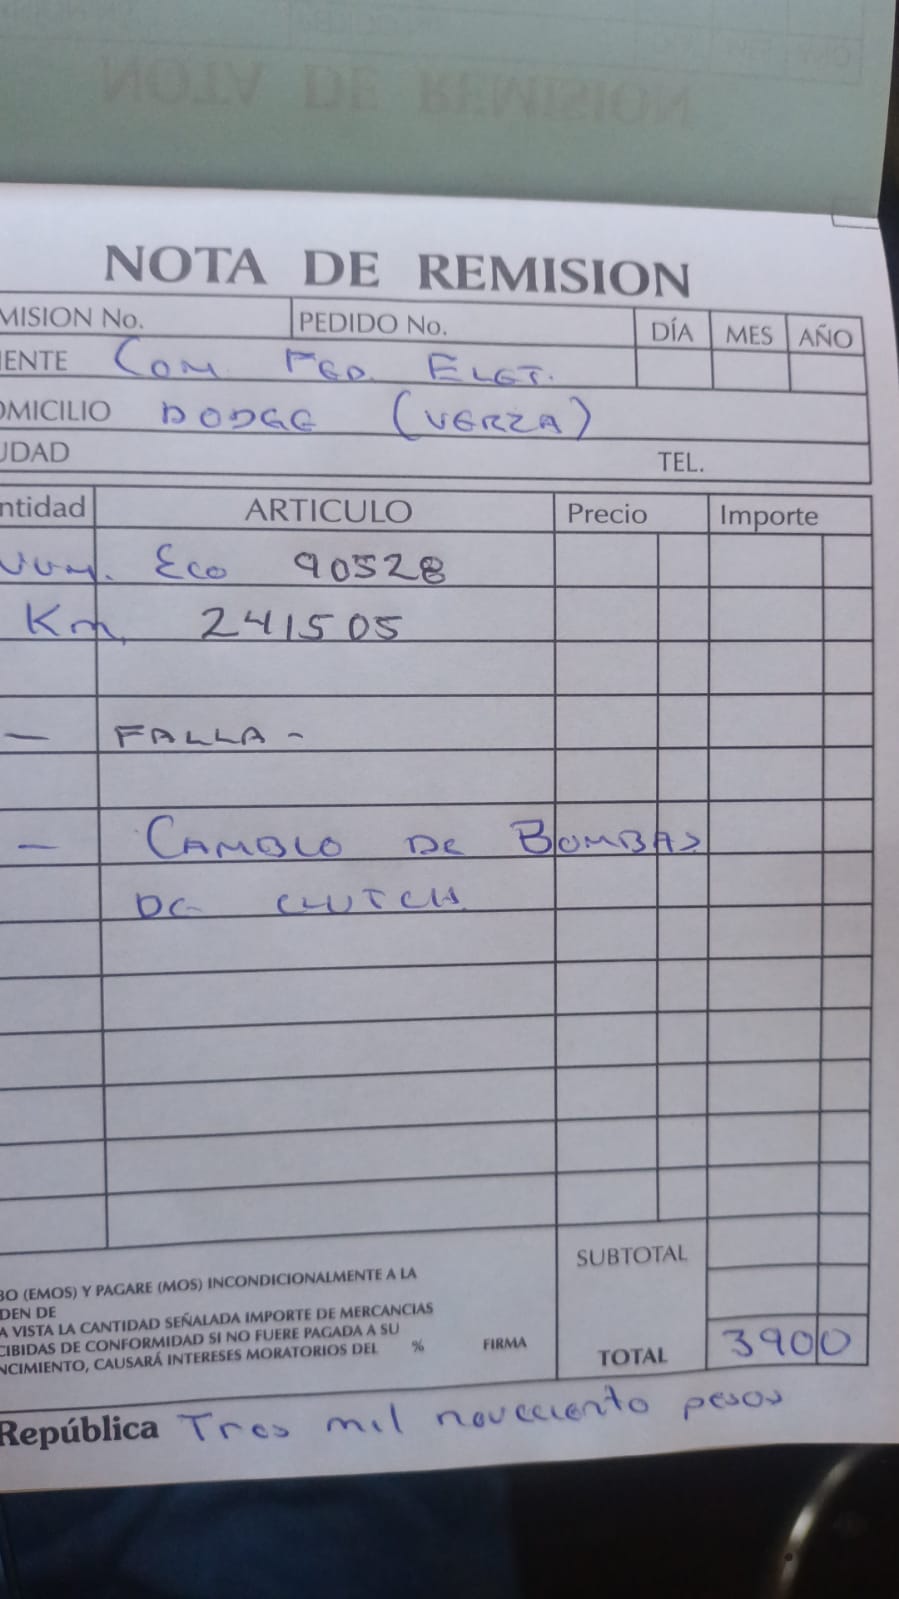 NOTA DE REMISION
MISION No. PEDIDO No. DÍA MES AÑO
IENTE COM. FED. ELET.
OMICILIO DODGE (VERZA)
UDAD TEL.
ntidad ARTICULO Precio Importe
NUM. ECO 90528
Km. 241505
— FALLA -
— CAMBIO DE BOMBAS
DE CLUTCH
SUBTOTAL
BO (EMOS) Y PAGARE (MOS) INCONDICIONALMENTE A LA
DEN DE
A VISTA LA CANTIDAD SEÑALADA IMPORTE DE MERCANCIAS
CIBIDAS DE CONFORMIDAD SI NO FUERE PAGADA A SU
NCIMIENTO, CAUSARÁ INTERESES MORATORIOS DEL % FIRMA
TOTAL 3900
República Tres mil novecciento pesos